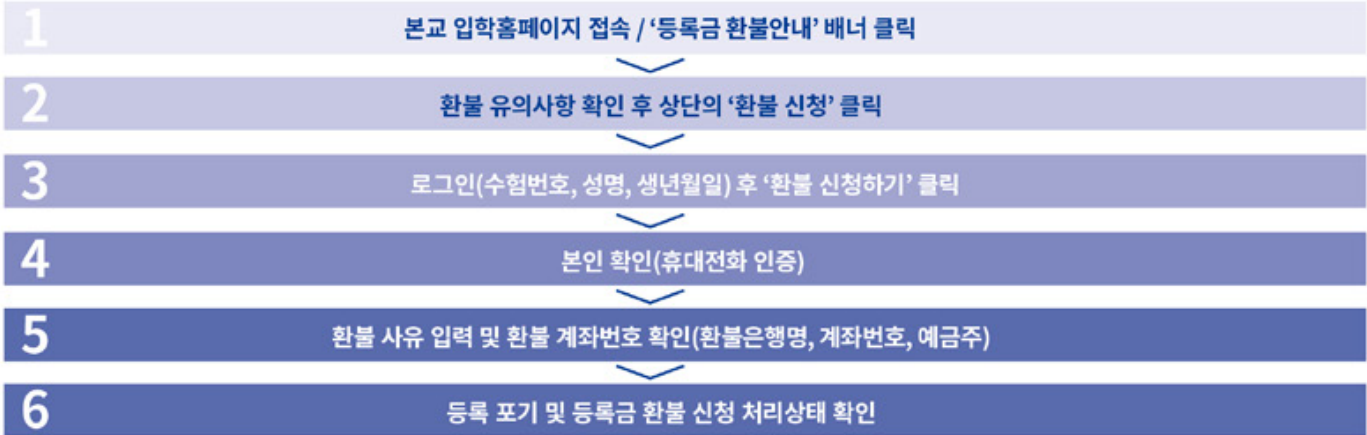 1 본교 입학홈페이지 접속 / ‘등록금 환불안내’ 배너 클릭
2 환불 유의사항 확인 후 상단의 ‘환불 신청’ 클릭
3 로그인(수험번호, 성명, 생년월일) 후 ‘환불 신청하기’ 클릭
4 본인 확인(휴대전화 인증)
5 환불 사유 입력 및 환불 계좌번호 확인(환불은행명, 계좌번호, 예금주)
6 등록 포기 및 등록금 환불 신청 처리상태 확인